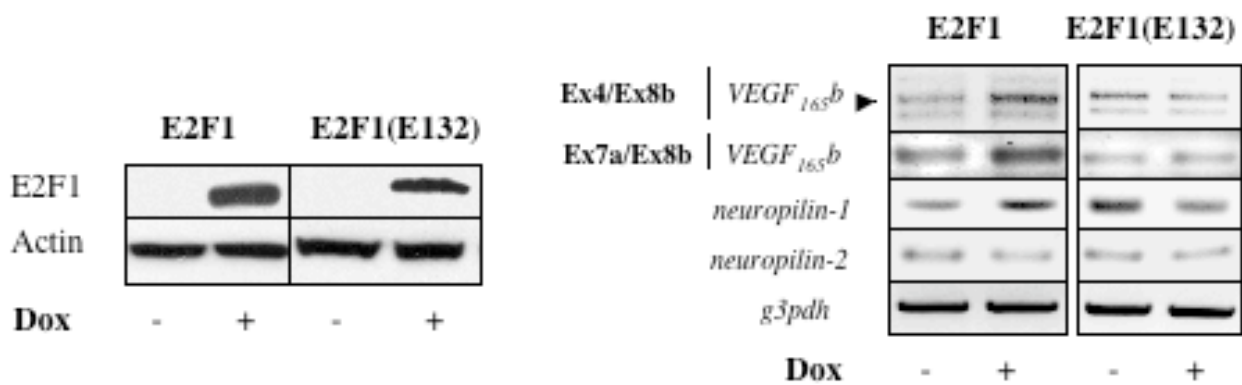 E2F1 E2F1(E132)
E2F1
Actin
Dox - + - +
E2F1 E2F1(E132)
Ex4/Ex8b VEGF165b
Ex7a/Ex8b VEGF165b
neuropilin-1
neuropilin-2
g3pdh
Dox - + - +